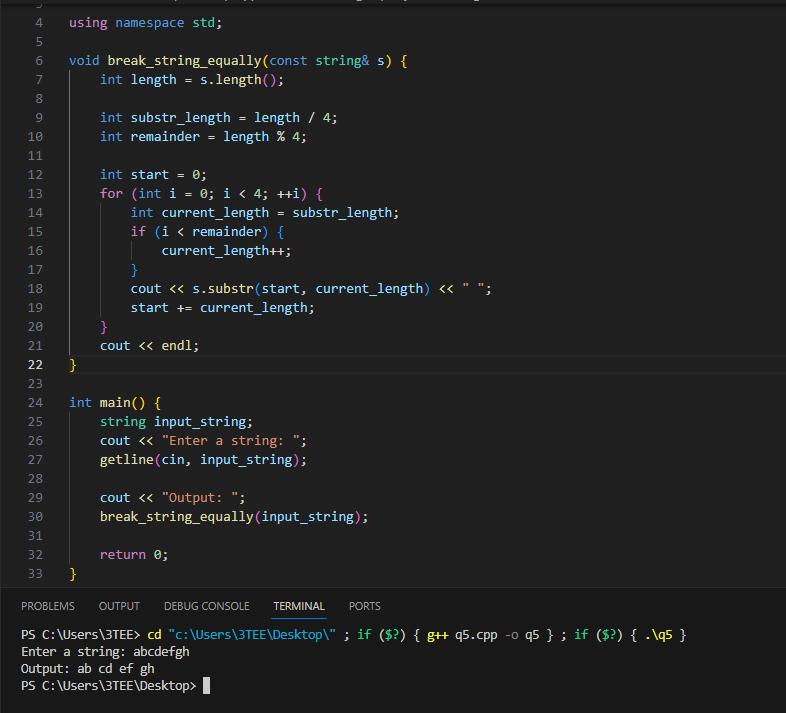 4 using namespace std;
5
6 void break_string_equally(const string& s) {
7 int length = s.length();
8
9 int substr_length = length / 4;
10 int remainder = length % 4;
11
12 int start = 0;
13 for (int i = 0; i < 4; ++i) {
14 int current_length = substr_length;
15 if (i < remainder) {
16 current_length++;
17 }
18 cout << s.substr(start, current_length) << " ";
19 start += current_length;
20 }
21 cout << endl;
22 }
23
24 int main() {
25 string input_string;
26 cout << "Enter a string: ";
27 getline(cin, input_string);
28
29 cout << "Output: ";
30 break_string_equally(input_string);
31
32 return 0;
33 }
PROBLEMS OUTPUT DEBUG CONSOLE TERMINAL PORTS
PS C:\Users\3TEE> cd "c:\Users\3TEE\Desktop\" ; if ($?) { g++ q5.cpp -o q5 } ; if ($?) { .\q5 }
Enter a string: abcdefgh
Output: ab cd ef gh
PS C:\Users\3TEE\Desktop>